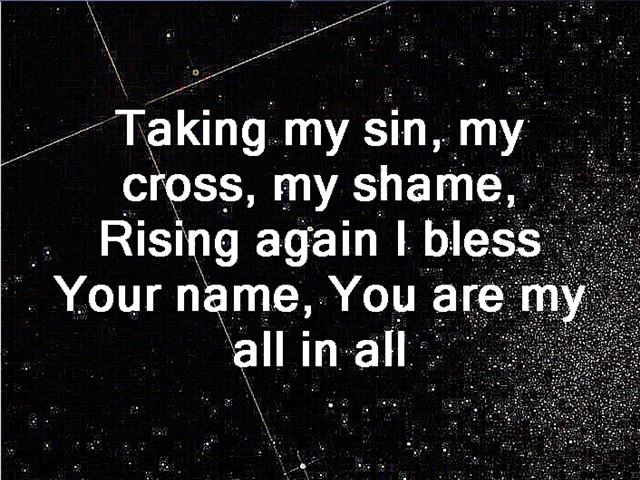 Taking my sin, my
cross, my shame,
Rising again I bless
Your name, You are my
all in all